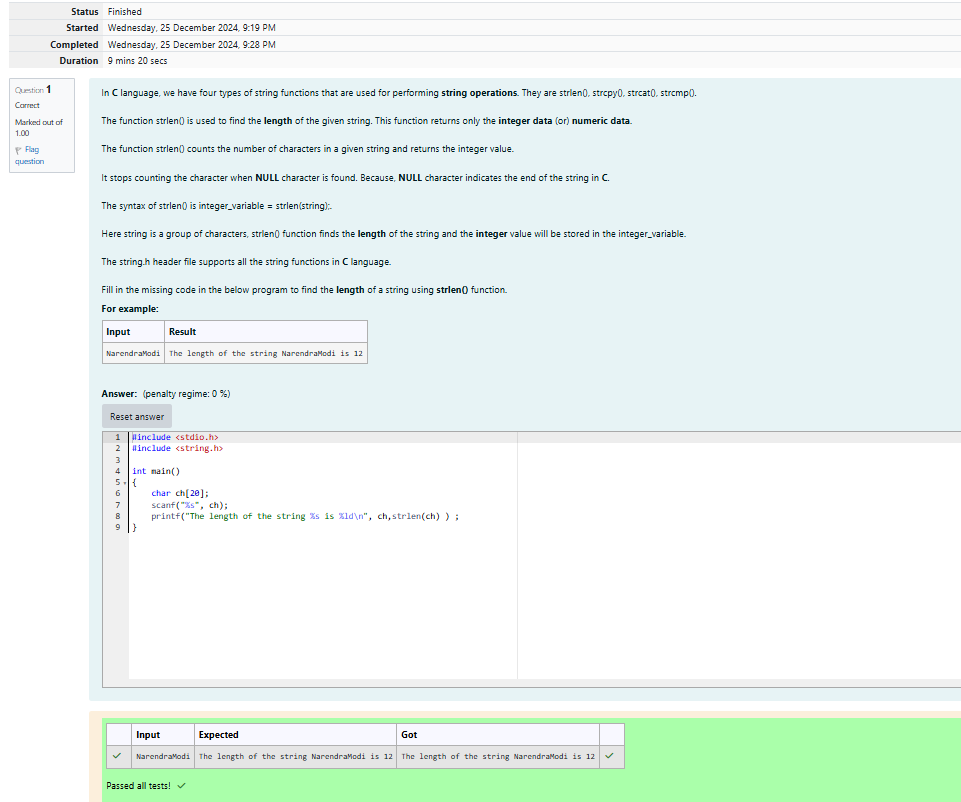 Status Finished
Started Wednesday, 25 December 2024, 9:19 PM
Completed Wednesday, 25 December 2024, 9:28 PM
Duration 9 mins 20 secs
Question 1
Correct
Marked out of
1.00
Flag
question
In C language, we have four types of string functions that are used for performing string operations. They are strlen(), strcpy(), strcat(), strcmp().
The function strlen() is used to find the length of the given string. This function returns only the integer data (or) numeric data.
The function strlen() counts the number of characters in a given string and returns the integer value.
It stops counting the character when NULL character is found. Because, NULL character indicates the end of the string in C.
The syntax of strlen() is integer_variable = strlen(string);.
Here string is a group of characters, strlen() function finds the length of the string and the integer value will be stored in the integer_variable.
The string.h header file supports all the string functions in C language.
Fill in the missing code in the below program to find the length of a string using strlen() function.
For example:
Input Result
NarendraModi The length of the string NarendraModi is 12
Answer: (penalty regime: 0 %)
Reset answer
1 #include <stdio.h>
2 #include <string.h>
3
4 int main()
5 {
6 char ch[20];
7 scanf("%s", ch);
8 printf("The length of the string %s is %ld\n", ch,strlen(ch) ) ;
9 }
Input Expected Got
NarendraModi The length of the string NarendraModi is 12 The length of the string NarendraModi is 12
Passed all tests!